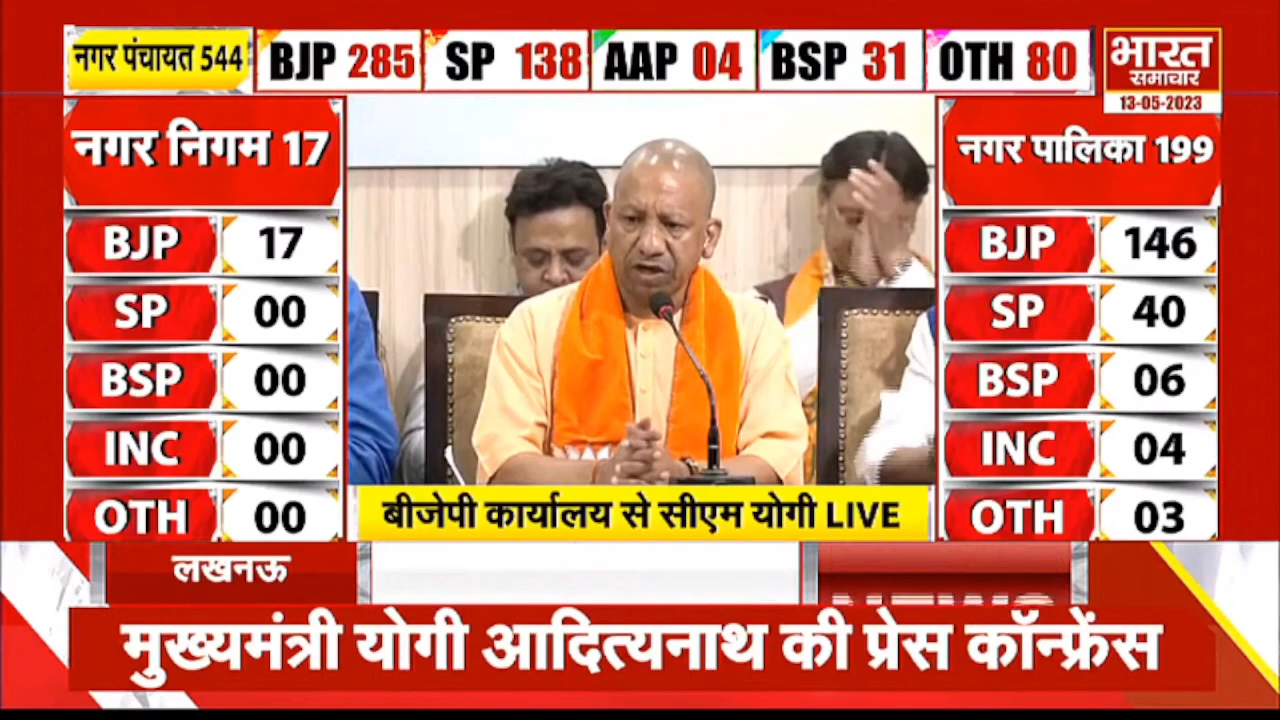 नगर पंचायत 544 BJP 285 SP 138 AAP 04 BSP 31 OTH 80
भारत
समाचार
13-05-2023
नगर निगम 17
BJP 17
SP 00
BSP 00
INC 00
OTH 00
नगर पालिका 199
BJP 146
SP 40
BSP 06
INC 04
OTH 03
बीजेपी कार्यालय से सीएम योगी LIVE
लखनऊ
मुख्यमंत्री योगी आदित्यनाथ की प्रेस कॉन्फ्रेंस